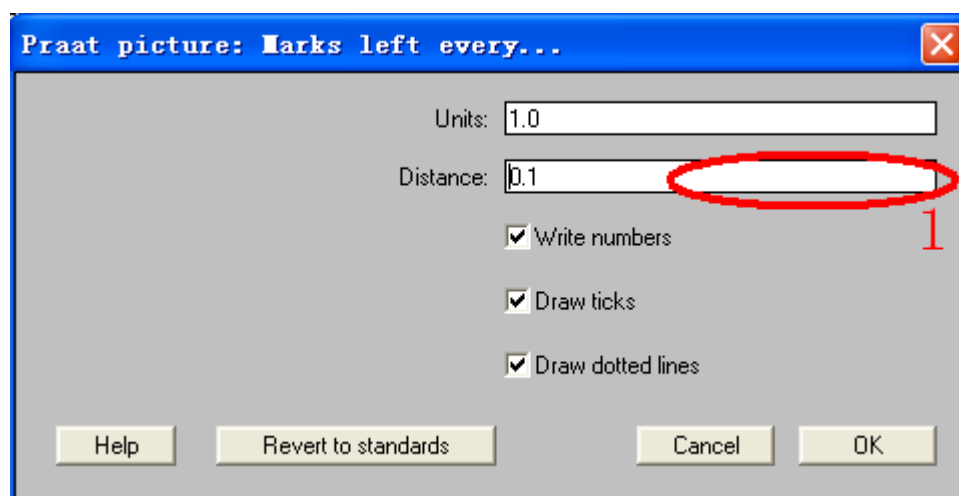 Praat picture: Marks left every...
Units: 1.0
Distance: 0.1
1
Write numbers
Draw ticks
Draw dotted lines
Help Revert to standards Cancel OK